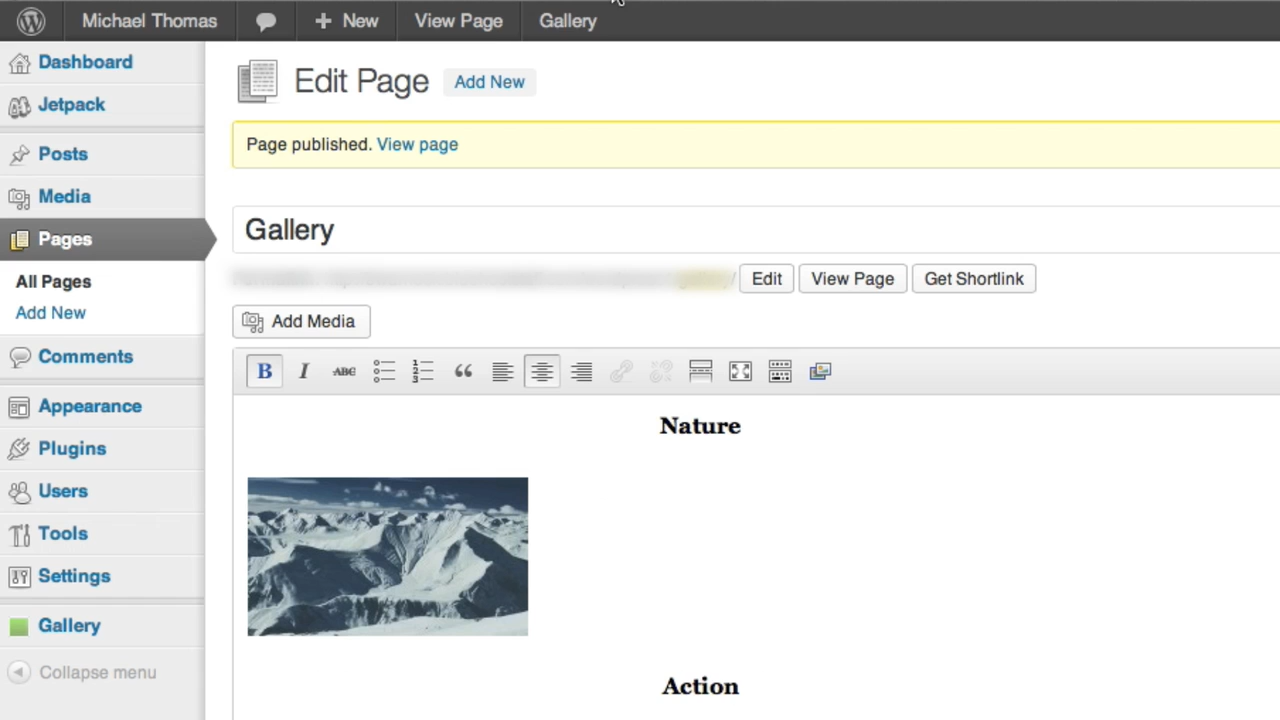 Michael Thomas New View Page Gallery
Dashboard
Jetpack
Posts
Media
Pages
All Pages
Add New
Comments
Appearance
Plugins
Users
Tools
Settings
Gallery
Collapse menu
Edit Page Add New
Page published. View page
Gallery
/ Edit View Page Get Shortlink
Add Media
B I ABC
Nature
Action